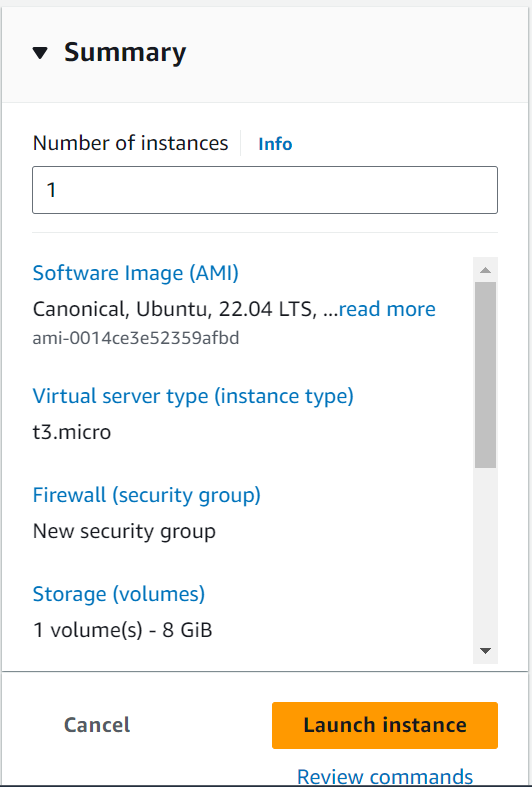 Summary
Number of instances Info
1
Software Image (AMI)
Canonical, Ubuntu, 22.04 LTS, ...read more
ami-0014ce3e52359afbd
Virtual server type (instance type)
t3.micro
Firewall (security group)
New security group
Storage (volumes)
1 volume(s) - 8 GiB
Cancel Launch instance
Review commands